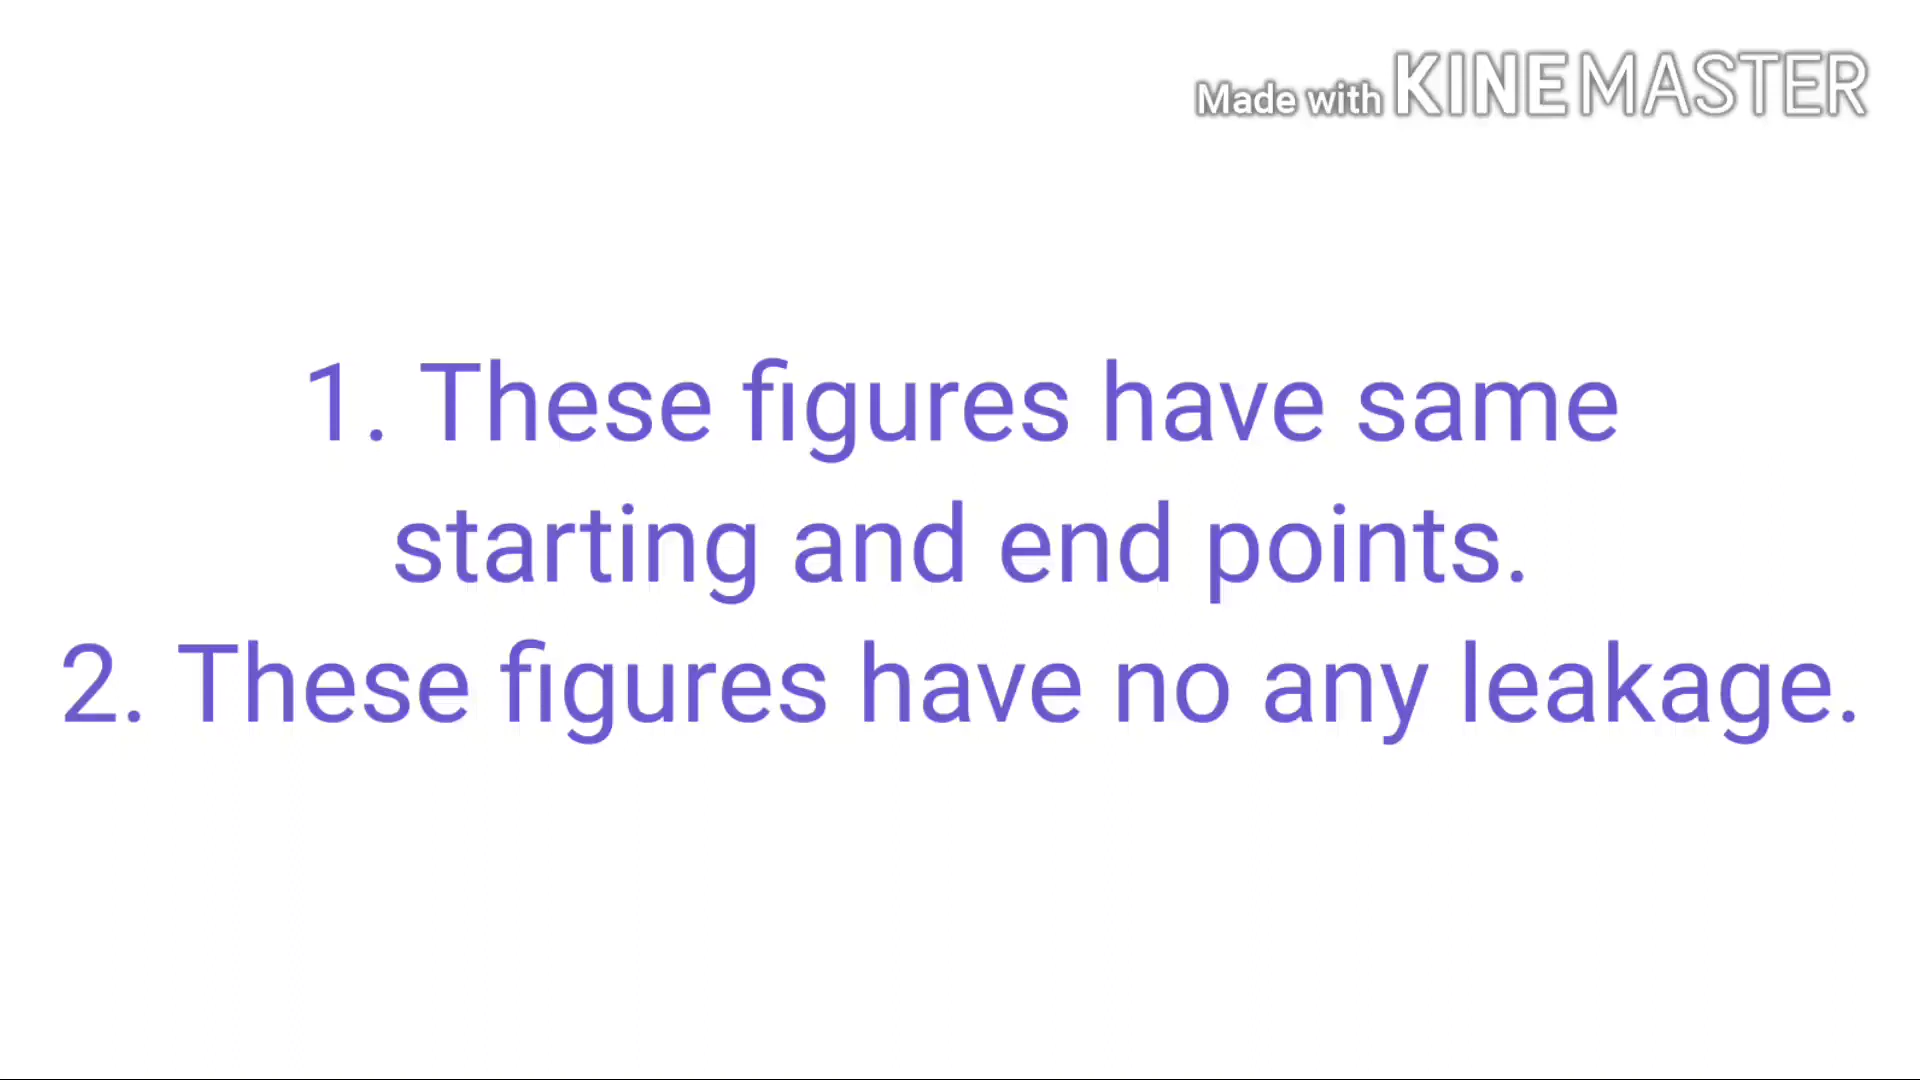 Made with KINEMASTER
1. These figures have same
starting and end points.
2. These figures have no any leakage.